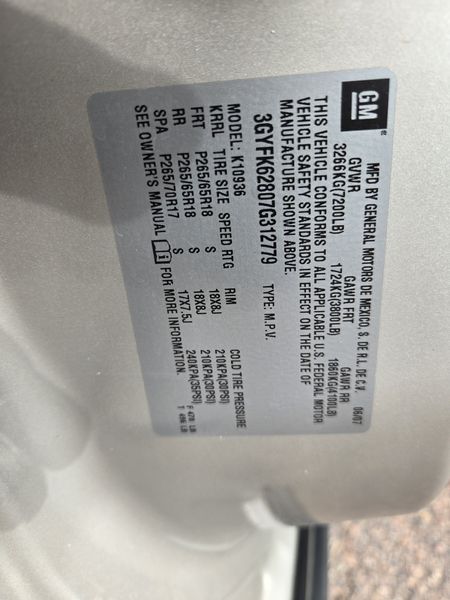 GM
MFD BY GENERAL MOTORS DE MEXICO, S. DE R.L. DE C.V. 06/07
GVWR GAWR FRT GAWR RR
3266KG(7200LB) 1724KG(3800LB) 1860KG(4100LB)
THIS VEHICLE CONFORMS TO ALL APPLICABLE U.S. FEDERAL MOTOR
VEHICLE SAFETY STANDARDS IN EFFECT ON THE DATE OF
MANUFACTURE SHOWN ABOVE.
3GYFK62807G312779 TYPE: M.P.V.
MODEL: K10936
KRRL TIRE SIZE SPEED RTG RIM COLD TIRE PRESSURE
FRT P265/65R18 S 18X8J 210KPA(30PSI)
RR P265/65R18 S 18X8J 210KPA(30PSI)
SPA P265/70R17 S 17X7.5J 240KPA(35PSI)
SEE OWNER'S MANUAL FOR MORE INFORMATION.